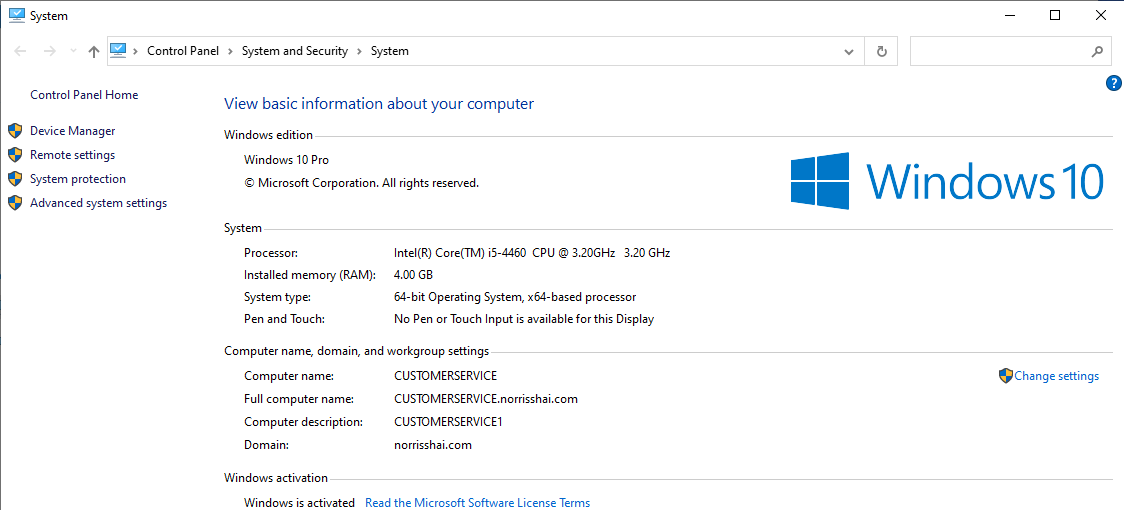 System
Control Panel > System and Security > System
Control Panel Home
Device Manager
Remote settings
System protection
Advanced system settings
?
View basic information about your computer
Windows edition
Windows 10 Pro
© Microsoft Corporation. All rights reserved.
Windows 10
System
Processor: Intel(R) Core(TM) i5-4460 CPU @ 3.20GHz 3.20 GHz
Installed memory (RAM): 4.00 GB
System type: 64-bit Operating System, x64-based processor
Pen and Touch: No Pen or Touch Input is available for this Display
Computer name, domain, and workgroup settings
Computer name: CUSTOMERSERVICE
Change settings
Full computer name: CUSTOMERSERVICE.norrisshai.com
Computer description: CUSTOMERSERVICE1
Domain: norrisshai.com
Windows activation
Windows is activated Read the Microsoft Software License Terms